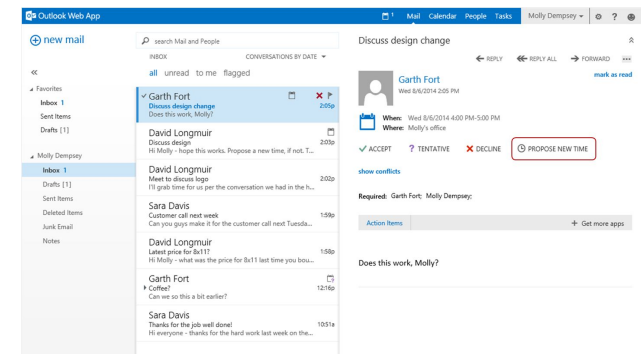 Outlook Web App
1 Mail Calendar People Tasks Molly Dempsey ?
new mail
search Mail and People
INBOX CONVERSATIONS BY DATE
all unread to me flagged
Favorites
Inbox 1
Sent Items
Drafts [1]
Molly Dempsey
Inbox 1
Drafts [1]
Sent Items
Deleted Items
Junk Email
Notes
Garth Fort
Discuss design change 2:05p
Does this work, Molly?
David Longmuir
Discuss design 2:03p
Hi Molly - hope this works. Propose a new time, if not. T...
David Longmuir
Meet to discuss logo 2:02p
I'll grab time for us per the conversation we had in the h...
Sara Davis
Customer call next week 1:59p
Can you guys make it for the customer call next Tuesda...
David Longmuir
Latest price for 8x11? 1:58p
Hi Molly - what was the price for 8x11 last time you bou...
Garth Fort
Coffee? 12:16p
Can we so this a bit earlier?
Sara Davis
Thanks for the job well done! 10:51a
Hi everyone - thanks for the hard work last week on the...
Discuss design change
REPLY REPLY ALL FORWARD ...
mark as read
Garth Fort
Wed 8/6/2014 2:05 PM
When: Wed 8/6/2014 4:00 PM-5:00 PM
Where: Molly's office
ACCEPT ? TENTATIVE DECLINE PROPOSE NEW TIME
show conflicts
Required: Garth Fort; Molly Dempsey;
Action Items + Get more apps
Does this work, Molly?